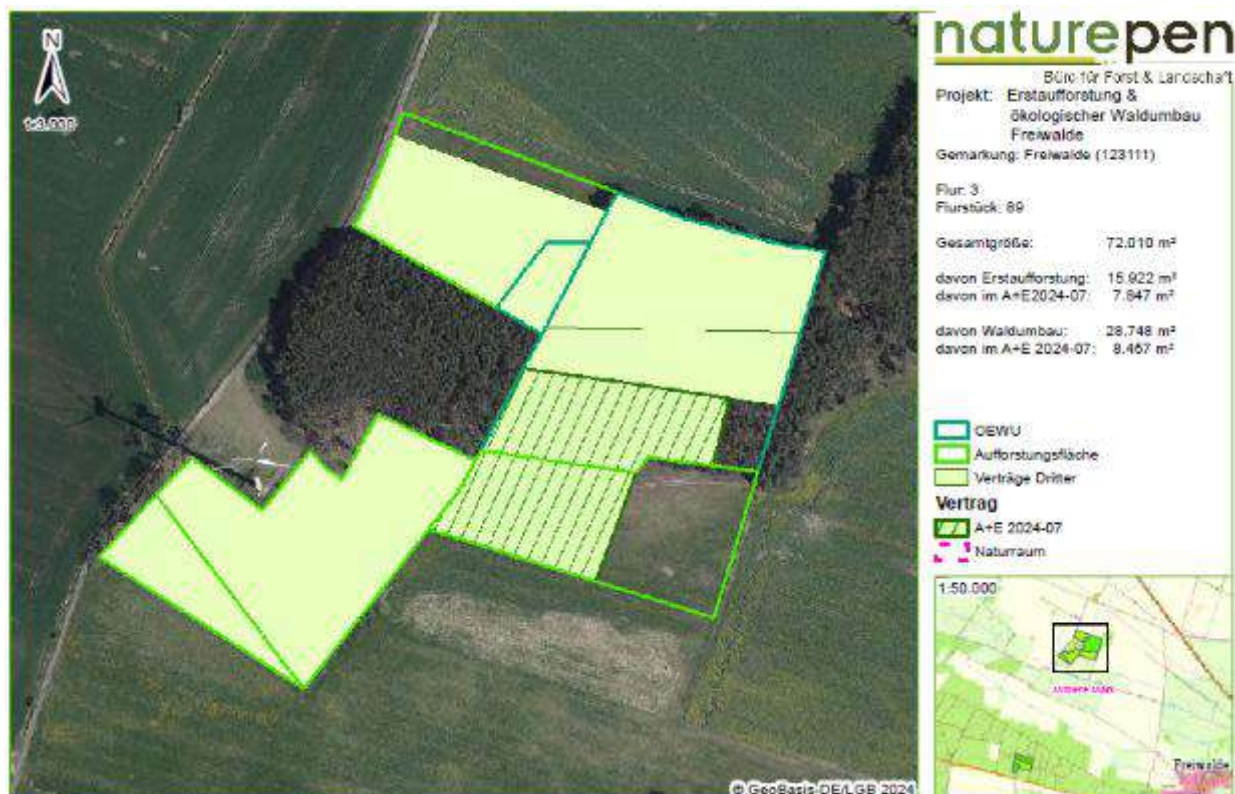 N
1:3.000
© GeoBasis-DE/LGB 2024
naturepen
Büro für Forst & Landschaft
Projekt: Erstaufforstung &
ökologischer Waldumbau
Freiwalde
Gemarkung: Freiwalde (123111)
Flur: 3
Flurstück: 89
Gesamtgröße: 72.010 m²
davon Erstaufforstung: 15.922 m²
davon im A+E2024-07: 7.847 m²
davon Waldumbau: 28.748 m²
davon im A+E 2024-07: 8.467 m²
OEWU
Aufforstungsfläche
Verträge Dritter
Vertrag
A+E 2024-07
Naturraum
1:50.000
Freiwalde